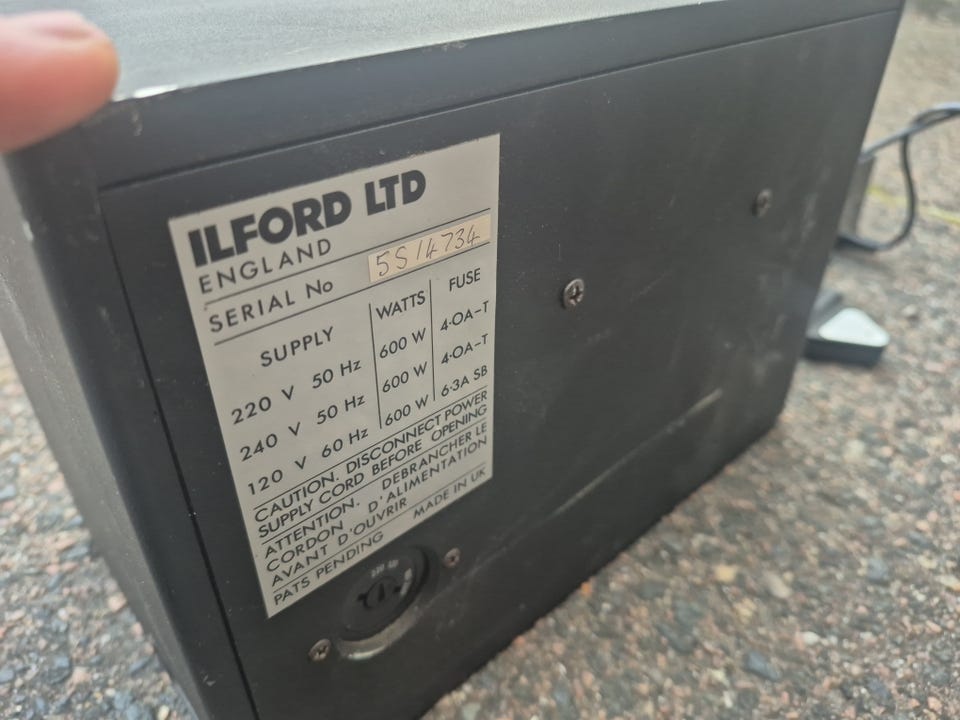 ILFORD LTD
ENGLAND
SERIAL No 5S14734
SUPPLY WATTS FUSE
220 V 50 Hz 600 W 4·0A-T
240 V 50 Hz 600 W 4·0A-T
120 V 60 Hz 600 W 6·3A SB
CAUTION. DISCONNECT POWER
SUPPLY CORD BEFORE OPENING
ATTENTION. DEBRANCHER LE
CORDON D'ALIMENTATION
AVANT D'OUVRIR
PATS PENDING MADE IN UK